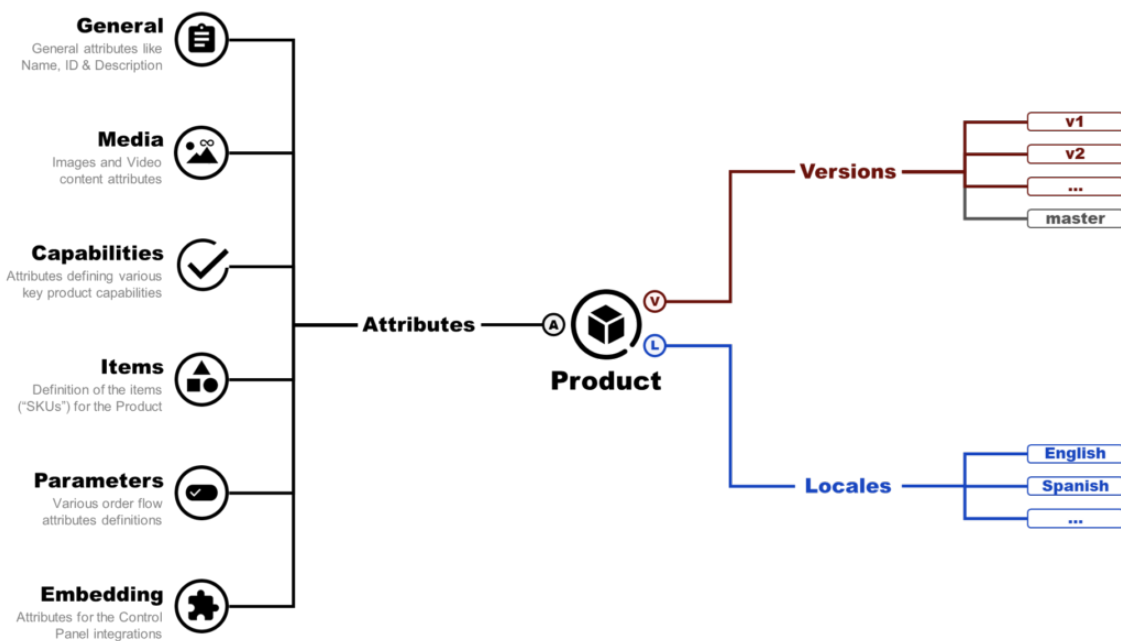 General
General attributes like
Name, ID & Description
Media
Images and Video
content attributes
Capabilities
Attributes defining various
key product capabilities
Items
Definition of the items
("SKUs") for the Product
Parameters
Various order flow
attributes definitions
Embedding
Attributes for the Control
Panel integrations
Attributes
A
Product
V
L
Versions
v1
v2
...
master
Locales
English
Spanish
...